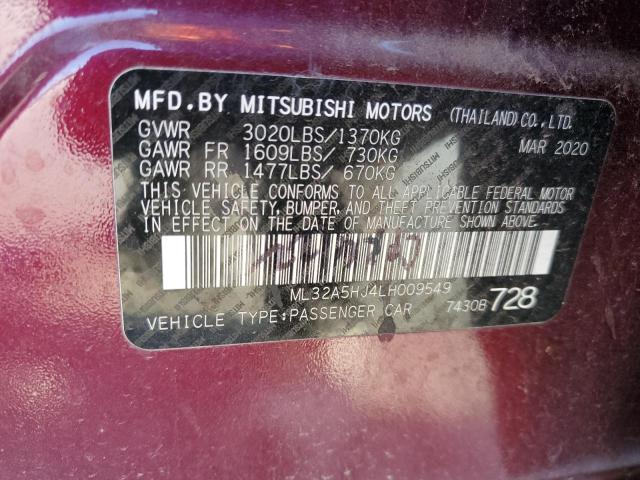 MFD.BY MITSUBISHI MOTORS (THAILAND)CO.,LTD.
GVWR 3020LBS/1370KG MAR 2020
GAWR FR 1609LBS/ 730KG
GAWR RR 1477LBS/ 670KG
THIS VEHICLE CONFORMS TO ALL APPLICABLE FEDERAL MOTOR
VEHICLE SAFETY, BUMPER, AND THEFT PREVENTION STANDARDS
IN EFFECT ON THE DATE OF MANUFACTURE SHOWN ABOVE.
ML32A5HJ4LH009549
VEHICLE TYPE:PASSENGER CAR 7430B 728